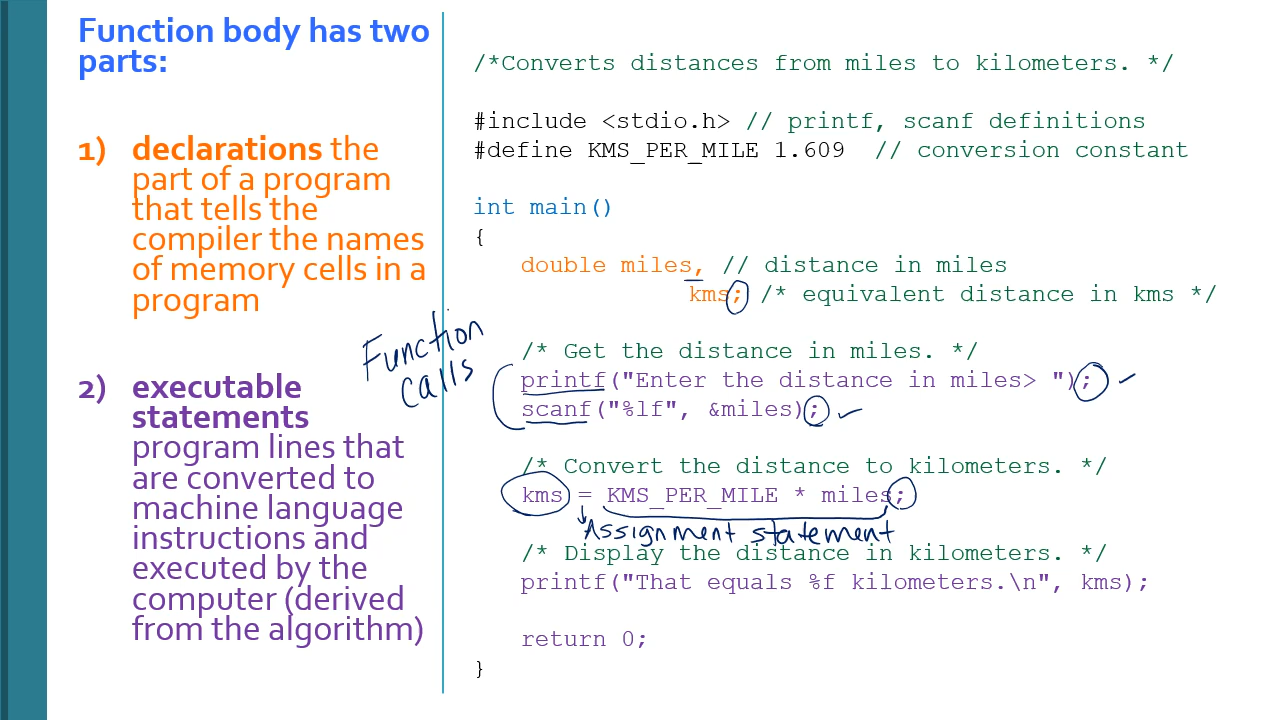 Function body has two
parts:
1) declarations the
part of a program
that tells the
compiler the names
of memory cells in a
program
2) executable
statements
program lines that
are converted to
machine language
instructions and
executed by the
computer (derived
from the algorithm)
/*Converts distances from miles to kilometers. */
#include <stdio.h> // printf, scanf definitions
#define KMS_PER_MILE 1.609 // conversion constant
int main()
{
double miles, // distance in miles
kms; /* equivalent distance in kms */
Function
calls
/* Get the distance in miles. */
printf("Enter the distance in miles> ");
scanf("%lf", &miles);
/* Convert the distance to kilometers. */
kms = KMS_PER_MILE * miles;
Assignment statement
/* Display the distance in kilometers. */
printf("That equals %f kilometers.\n", kms);
return 0;
}